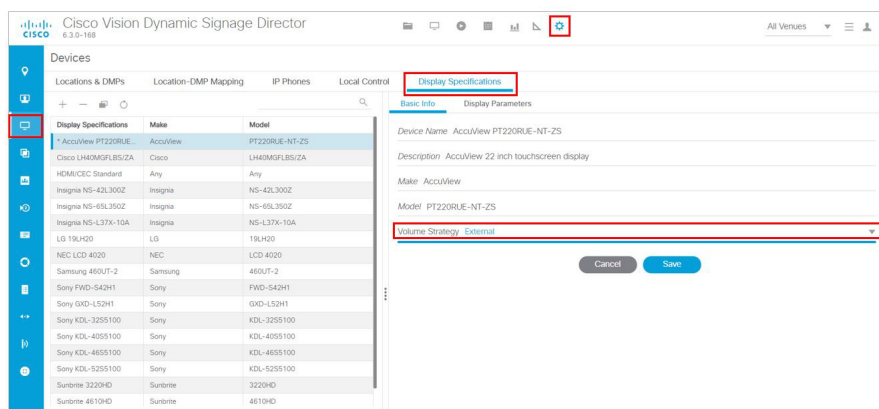 CISCO
Cisco Vision Dynamic Signage Director
6.3.0-168
All Venues
Devices
Locations & DMPs
Location-DMP Mapping
IP Phones
Local Control
Display Specifications
Basic Info
Display Parameters
Display Specifications Make Model
* AccuView PT220RUE... AccuView PT220RUE-NT-ZS
Cisco LH40MGFLBS/ZA Cisco LH40MGFLBS/ZA
HDMI/CEC Standard Any Any
Insignia NS-42L300Z Insignia NS-42L300Z
Insignia NS-65L350Z Insignia NS-65L350Z
Insignia NS-L37X-10A Insignia NS-L37X-10A
LG 19LH20 LG 19LH20
NEC LCD 4020 NEC LCD 4020
Samsung 460UT-2 Samsung 460UT-2
Sony FWD-S42H1 Sony FWD-S42H1
Sony GXD-L52H1 Sony GXD-L52H1
Sony KDL-32S5100 Sony KDL-32S5100
Sony KDL-40S5100 Sony KDL-40S5100
Sony KDL-46S5100 Sony KDL-46S5100
Sony KDL-52S5100 Sony KDL-52S5100
Sunbrite 3220HD Sunbrite 3220HD
Sunbrite 4610HD Sunbrite 4610HD
Device Name AccuView PT220RUE-NT-ZS
Description AccuView 22 inch touchscreen display
Make AccuView
Model PT220RUE-NT-ZS
Volume Strategy External
Cancel
Save